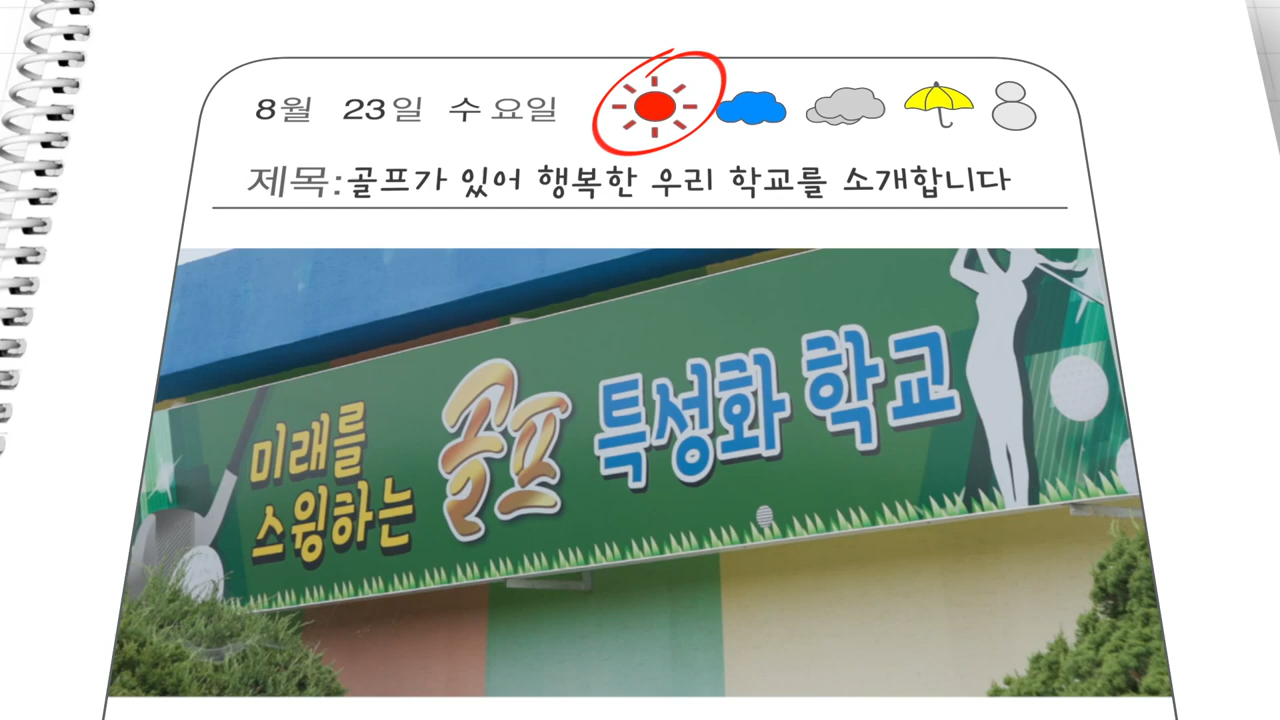 8월 23일 수요일
제목:골프가 있어 행복한 우리 학교를 소개합니다
미래를
스윙하는
골프 특성화 학교